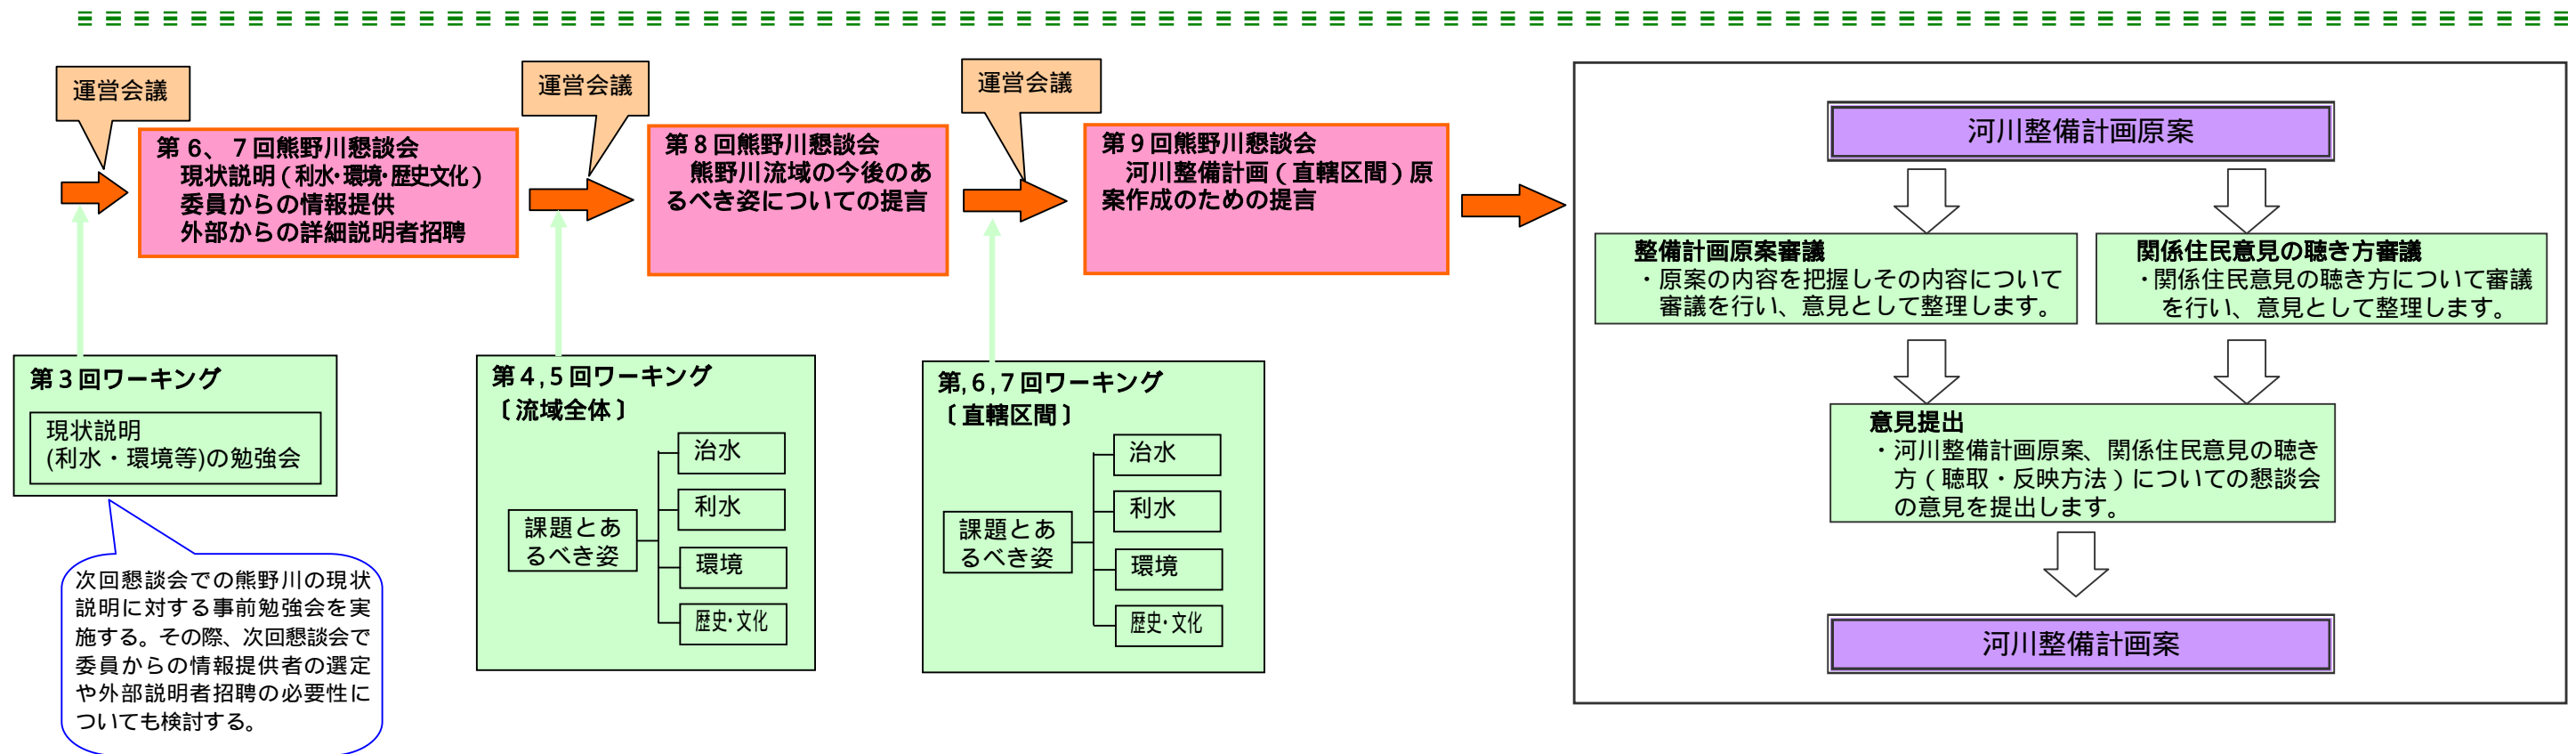 運営会議
第６、７回熊野川懇談会
現状説明（利水・環境・歴史文化）
委員からの情報提供
外部からの詳細説明者招聘
運営会議
第８回熊野川懇談会
熊野川流域の今後のあ
るべき姿についての提言
運営会議
第９回熊野川懇談会
河川整備計画（直轄区間）原
案作成のための提言
第３回ワーキング
現状説明
(利水・環境等)の勉強会
次回懇談会での熊野川の現状
説明に対する事前勉強会を実
施する。その際、次回懇談会で
委員からの情報提供者の選定
や外部説明者招聘の必要性に
ついても検討する。
第４,５回ワーキング
〔流域全体〕
課題とあ
るべき姿
治水
利水
環境
歴史・文化
第,６,７回ワーキング
〔直轄区間〕
課題とあ
るべき姿
治水
利水
環境
歴史・文化
河川整備計画原案
整備計画原案審議
・原案の内容を把握しその内容について
審議を行い、意見として整理します。
関係住民意見の聴き方審議
・関係住民意見の聴き方について審議
を行い、意見として整理します。
意見提出
・河川整備計画原案、関係住民意見の聴き
方（聴取・反映方法）についての懇談会
の意見を提出します。
河川整備計画案